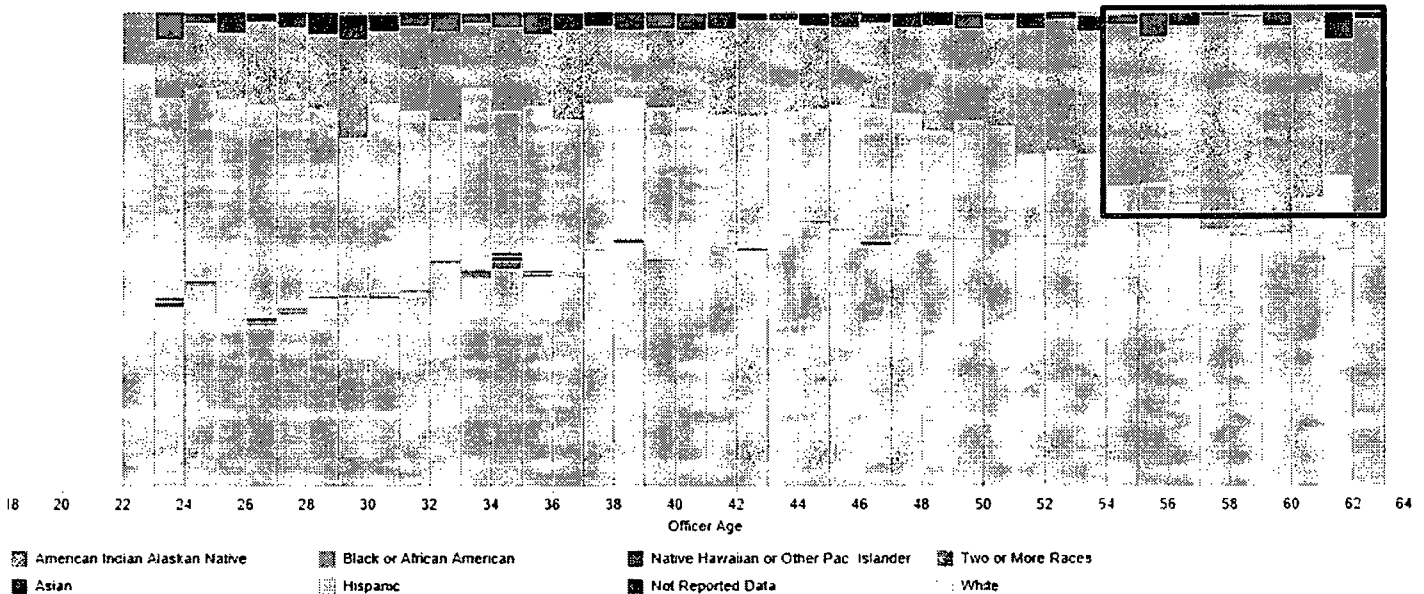 18 20 22 24 26 28 30 32 34 36 38 40 42 44 46 48 50 52 54 56 58 60 62 64
Officer Age
American Indian Alaskan Native Black or African American Native Hawaiian or Other Pac Islander Two or More Races
Asian Hispanic Not Reported Data White